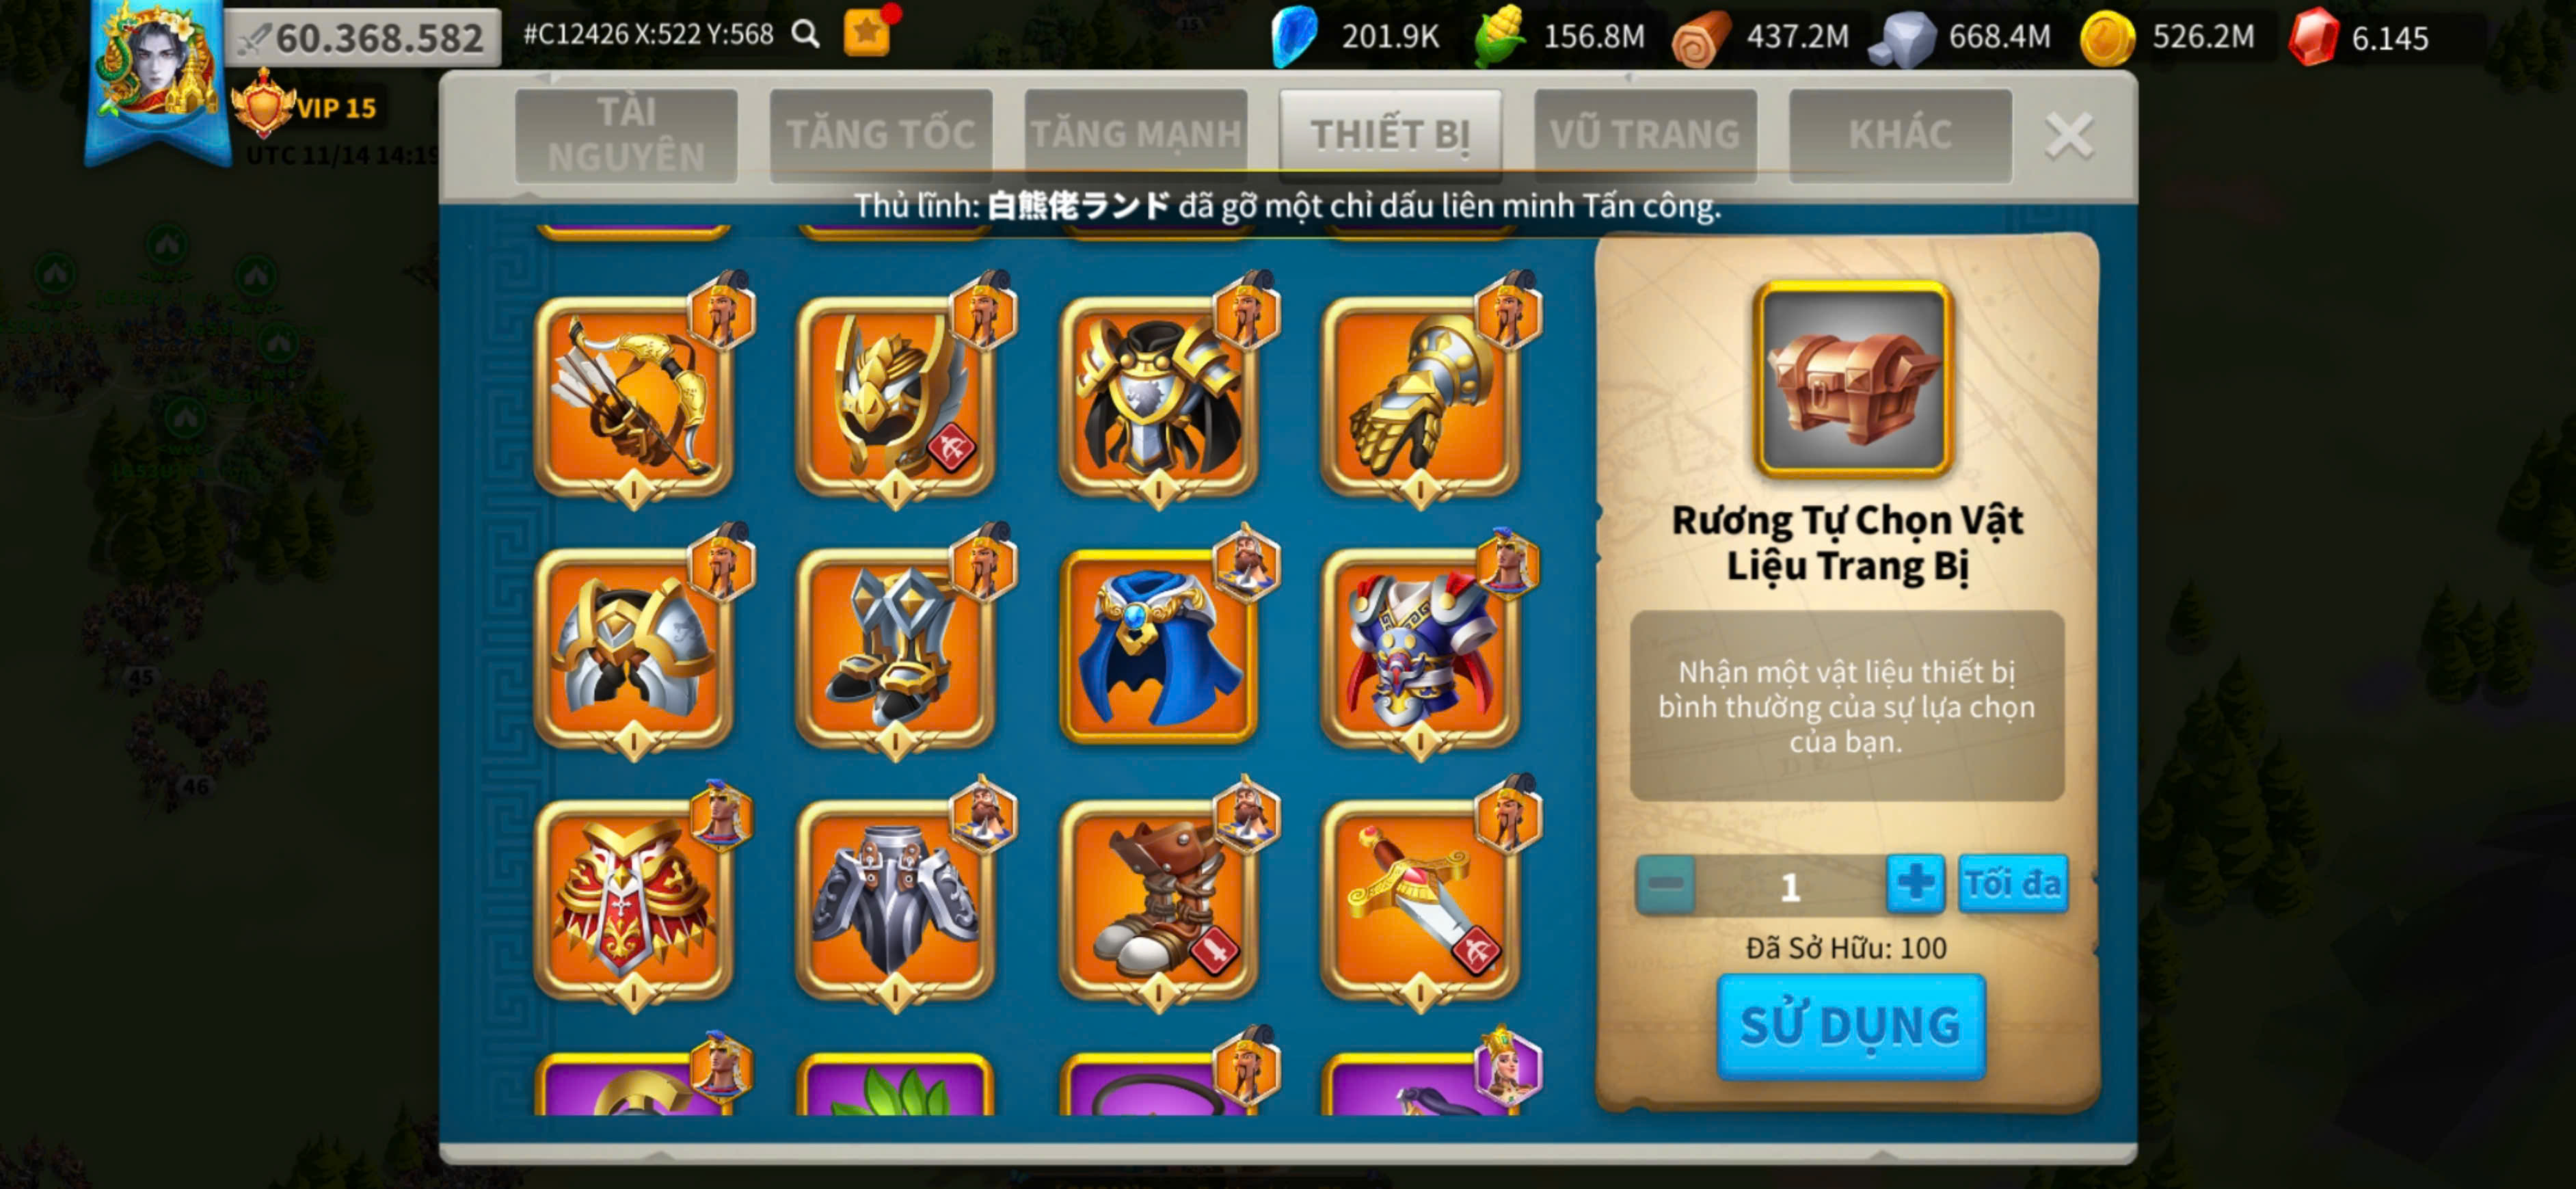 60.368.582
#C12426 X:522 Y:568
201.9K
156.8M
437.2M
668.4M
526.2M
6.145
VIP 15
UTC 11/14 14:19
TÀI
NGUYÊN
TĂNG TỐC
TĂNG MẠNH
THIẾT BỊ
VŨ TRANG
KHÁC
Thủ lĩnh: 白熊佬ランド đã gỡ một chỉ dấu liên minh Tấn công.
Rương Tự Chọn Vật
Liệu Trang Bị
Nhận một vật liệu thiết bị
bình thường của sự lựa chọn
của bạn.
1
Tối đa
Đã Sở Hữu: 100
SỬ DỤNG
I
I
I
I
I
I
I
I
I
I
I
45
46